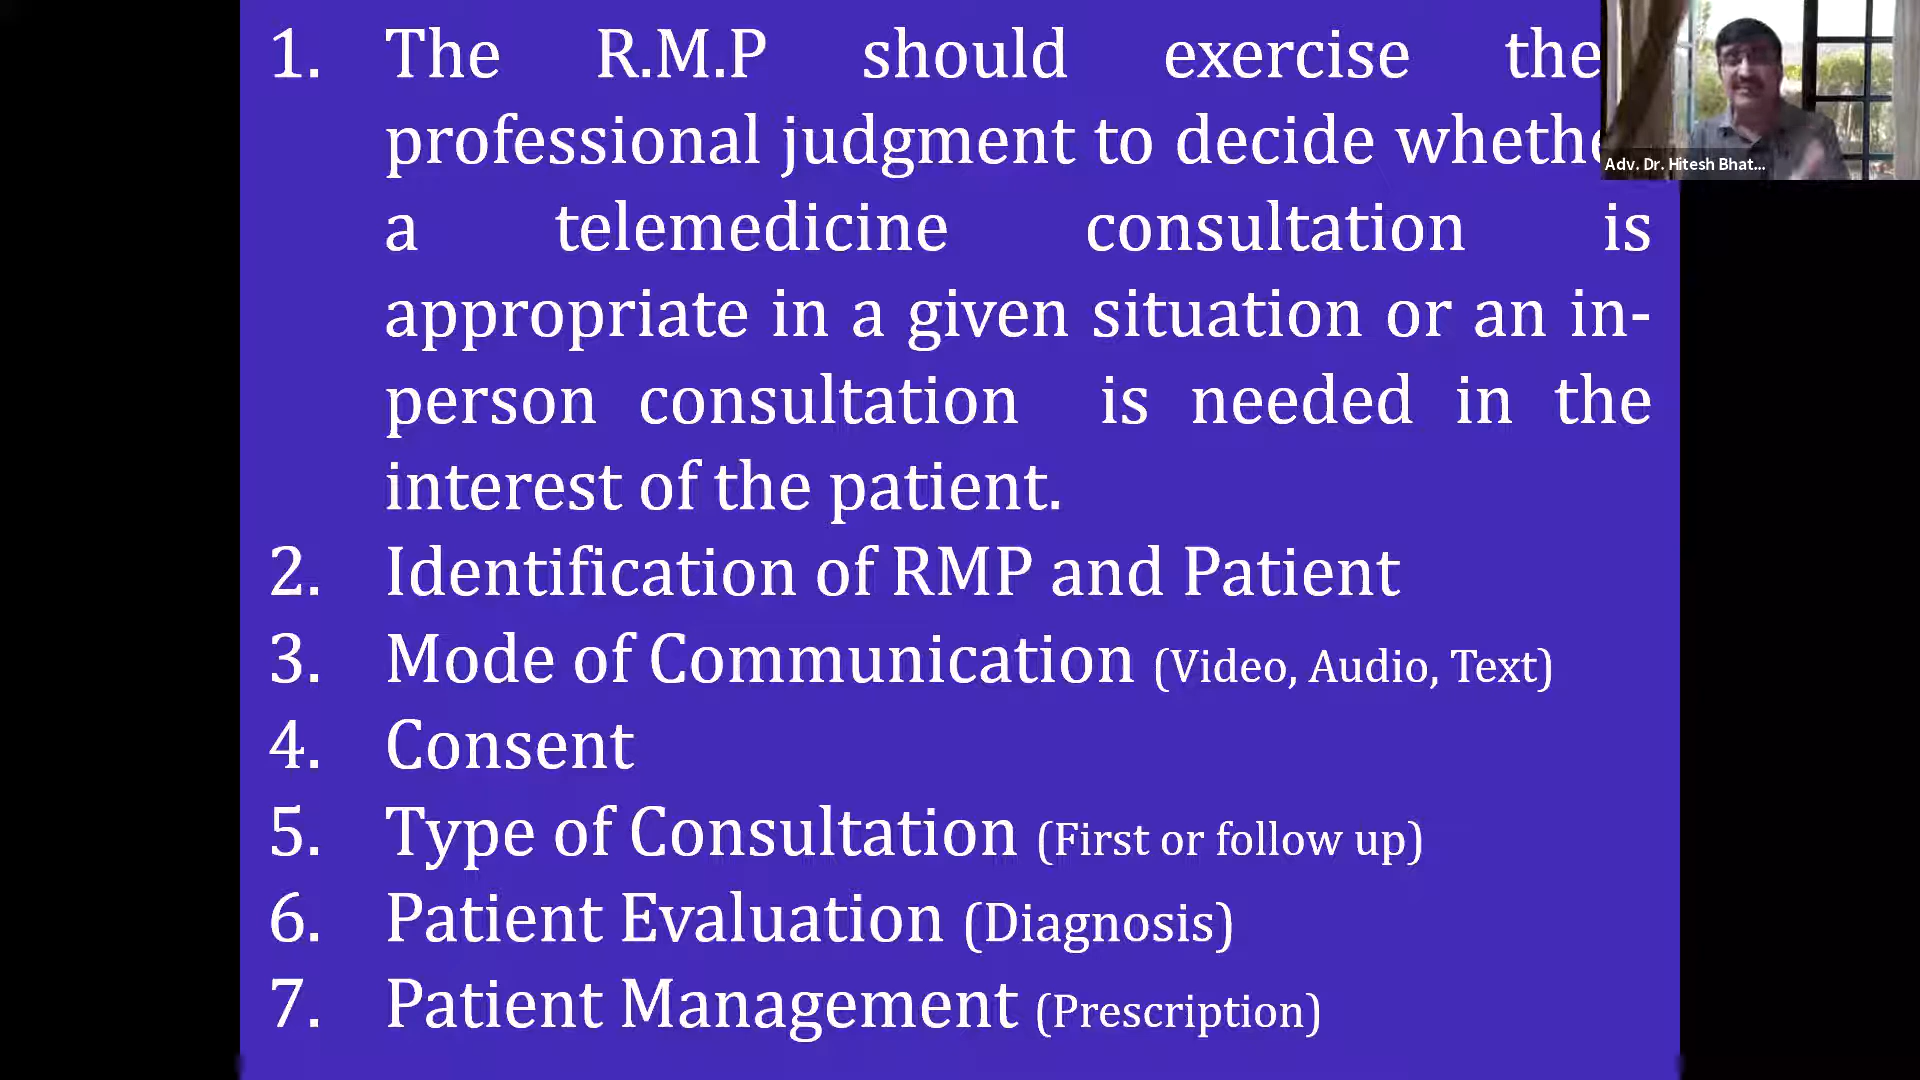 1. The R.M.P should exercise the
professional judgment to decide whethe
a telemedicine consultation is
appropriate in a given situation or an in-
person consultation is needed in the
interest of the patient.
2. Identification of RMP and Patient
3. Mode of Communication (Video, Audio, Text)
4. Consent
5. Type of Consultation (First or follow up)
6. Patient Evaluation (Diagnosis)
7. Patient Management (Prescription)
Adv. Dr. Hitesh Bhat...